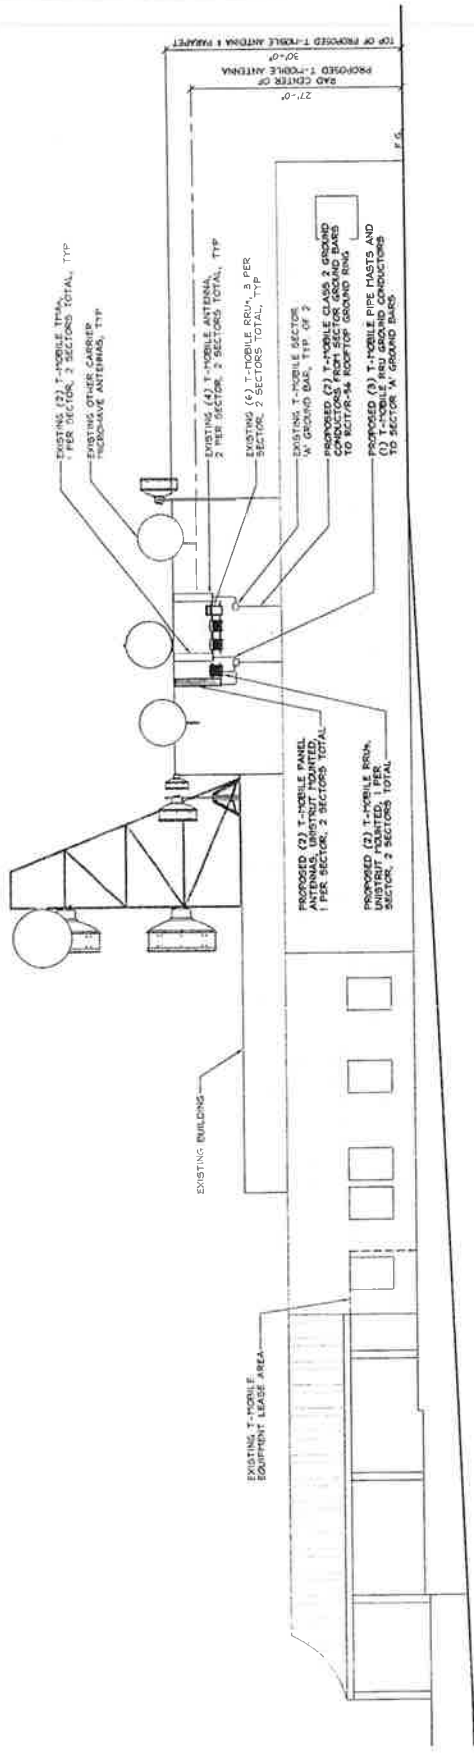 EXISTING (2) T-MOBILE TMAs,
1 PER SECTOR, 2 SECTORS TOTAL, TYP
EXISTING OTHER CARRIER
MICROWAVE ANTENNAS, TYP
EXISTING (4) T-MOBILE ANTENNA,
2 PER SECTOR, 2 SECTORS TOTAL, TYP
EXISTING (6) T-MOBILE RRUs, 3 PER
SECTOR, 2 SECTORS TOTAL, TYP
EXISTING T-MOBILE SECTOR
'A' GROUND BAR, TYP OF 2
PROPOSED (2) T-MOBILE CLASS 2 GROUND
CONDUCTORS FROM SECTOR GROUND BARS
TO RCIT/R-56 ROOFTOP GROUND RING
PROPOSED (3) T-MOBILE PIPE MASTS AND
(1) T-MOBILE RRU GROUND CONDUCTORS
TO SECTOR 'A' GROUND BARS
TOP OF PROPOSED T-MOBILE ANTENNA & PARAPET
30'-0"
RAD CENTER OF
PROPOSED T-MOBILE ANTENNA
27'-0"
F.G.
PROPOSED (2) T-MOBILE PANEL
ANTENNAS, UNISTRUT MOUNTED,
1 PER SECTOR, 2 SECTORS TOTAL
PROPOSED (2) T-MOBILE RRUs,
UNISTRUT MOUNTED, 1 PER
SECTOR, 2 SECTORS TOTAL
EXISTING BUILDING
EXISTING T-MOBILE
EQUIPMENT LEASE AREA